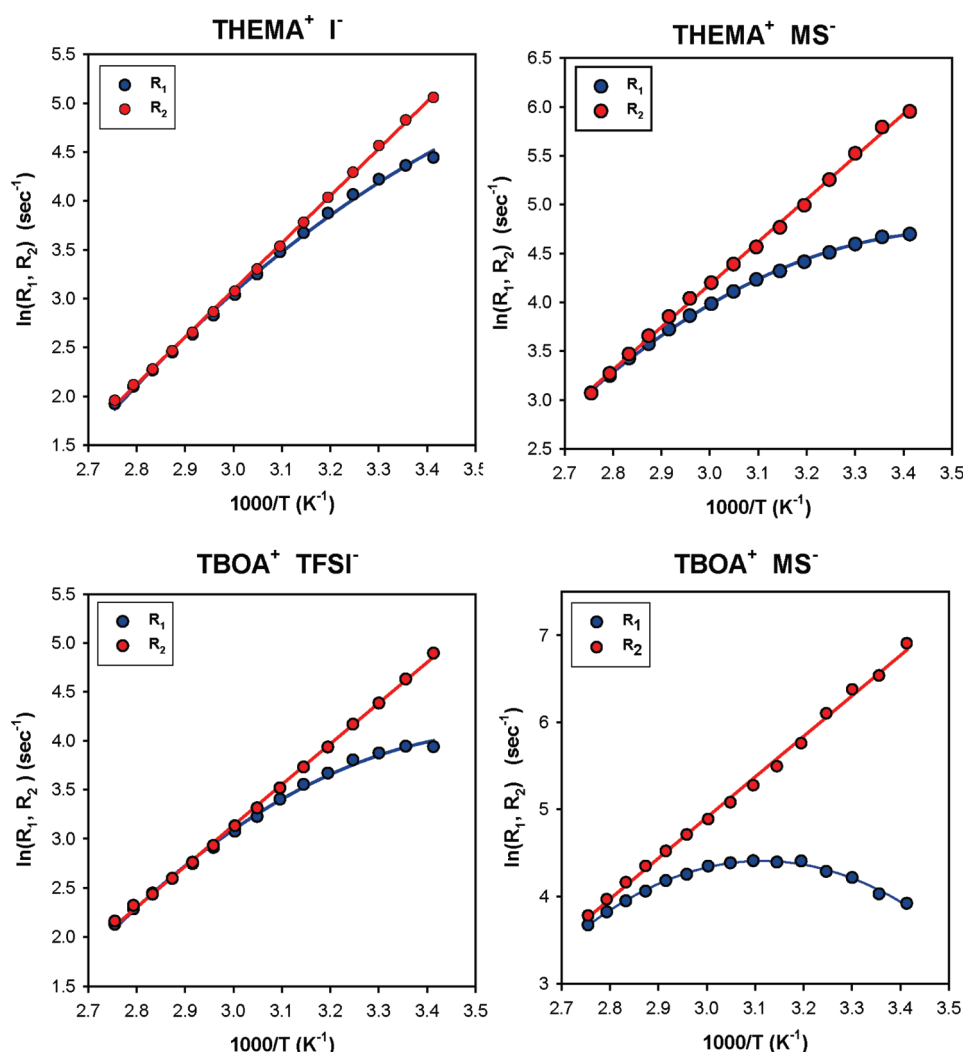 THEMA⁺ I⁻
R₁
R₂
5.5
5.0
4.5
4.0
3.5
3.0
2.5
2.0
1.5
ln(R₁, R₂) (sec⁻¹)
2.7 2.8 2.9 3.0 3.1 3.2 3.3 3.4 3.5
1000/T (K⁻¹)
THEMA⁺ MS⁻
R₁
R₂
6.5
6.0
5.5
5.0
4.5
4.0
3.5
3.0
2.5
ln(R₁, R₂) (sec⁻¹)
2.7 2.8 2.9 3.0 3.1 3.2 3.3 3.4 3.5
1000/T (K⁻¹)
TBOA⁺ TFSI⁻
R₁
R₂
5.5
5.0
4.5
4.0
3.5
3.0
2.5
2.0
1.5
ln(R₁, R₂ ) (sec⁻¹)
2.7 2.8 2.9 3.0 3.1 3.2 3.3 3.4 3.5
1000/T (K⁻¹)
TBOA⁺ MS⁻
R₁
R₂
7
6
5
4
3
ln(R₁, R₂) (sec⁻¹)
2.7 2.8 2.9 3.0 3.1 3.2 3.3 3.4 3.5
1000/T (K⁻¹)